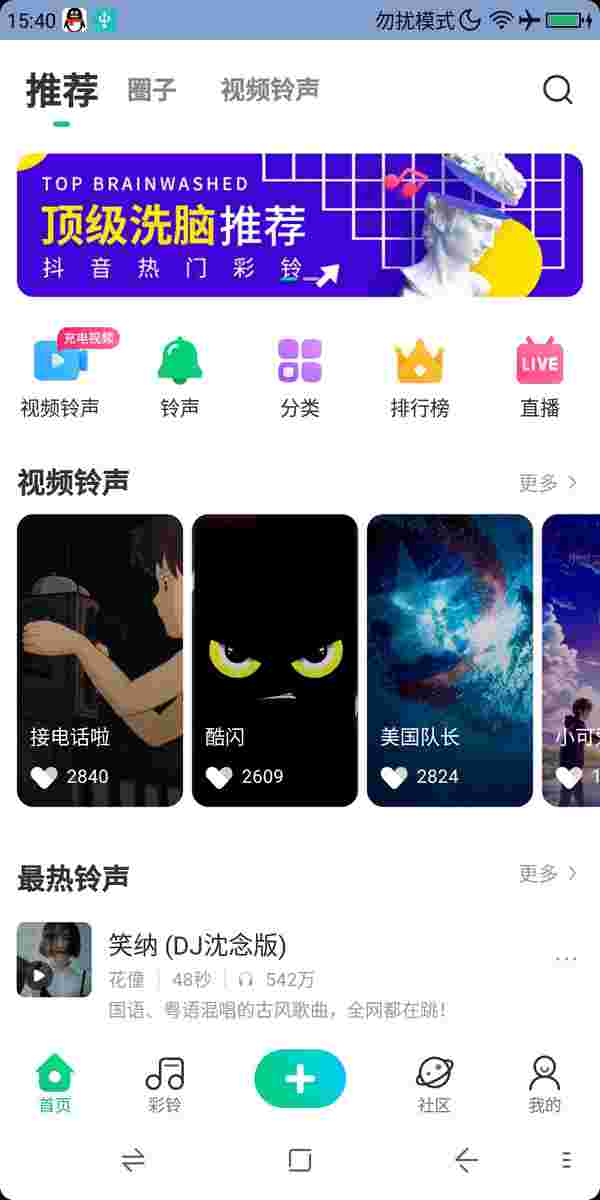 15:40 勿扰模式
推荐 圈子 视频铃声
TOP BRAINWASHED
顶级洗脑推荐
抖音热门彩铃
充电视频
LIVE
视频铃声 铃声 分类 排行榜 直播
视频铃声 更多
接电话啦 酷闪 美国队长 小可
2840 2609 2824 1
最热铃声 更多
笑纳 (DJ沈念版)
花僮 48秒 542万
国语、粤语混唱的古风歌曲，全网都在跳！
首页 彩铃 社区 我的